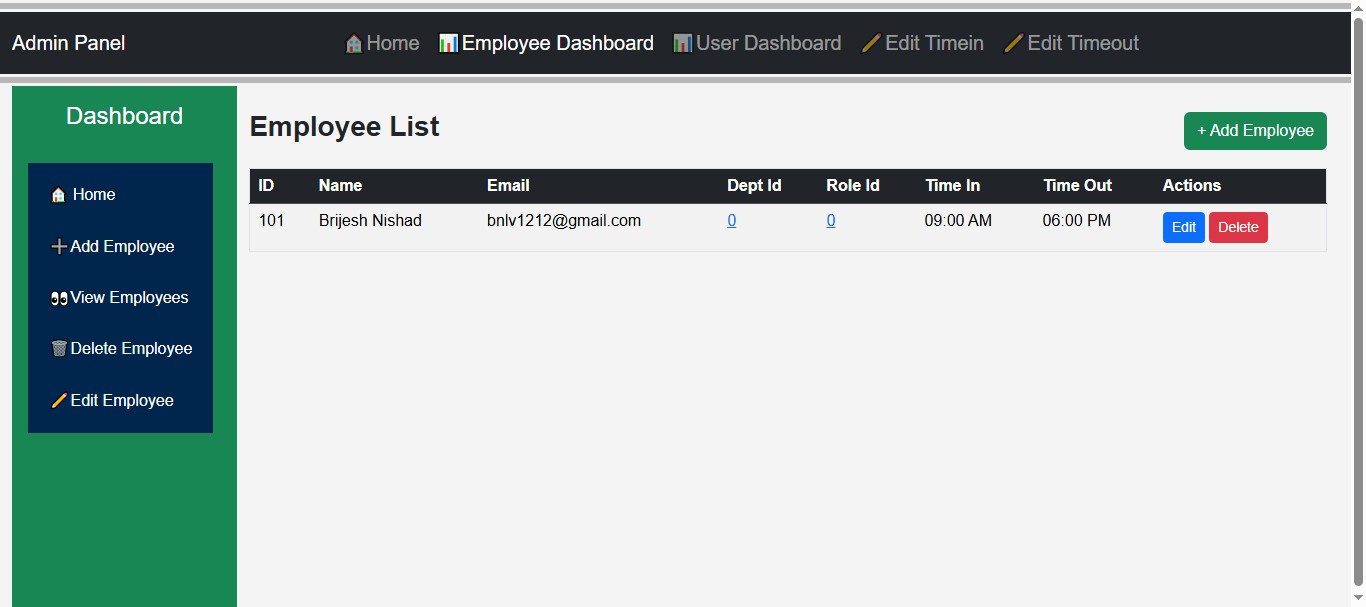 Admin Panel 🏠Home 📊Employee Dashboard 📊User Dashboard ✏️Edit Timein ✏️Edit Timeout
Dashboard
🏠 Home
➕Add Employee
👀View Employees
🗑️Delete Employee
✏️Edit Employee
Employee List
+ Add Employee
ID Name Email Dept Id Role Id Time In Time Out Actions
101 Brijesh Nishad bnlv1212@gmail.com 0 0 09:00 AM 06:00 PM Edit Delete